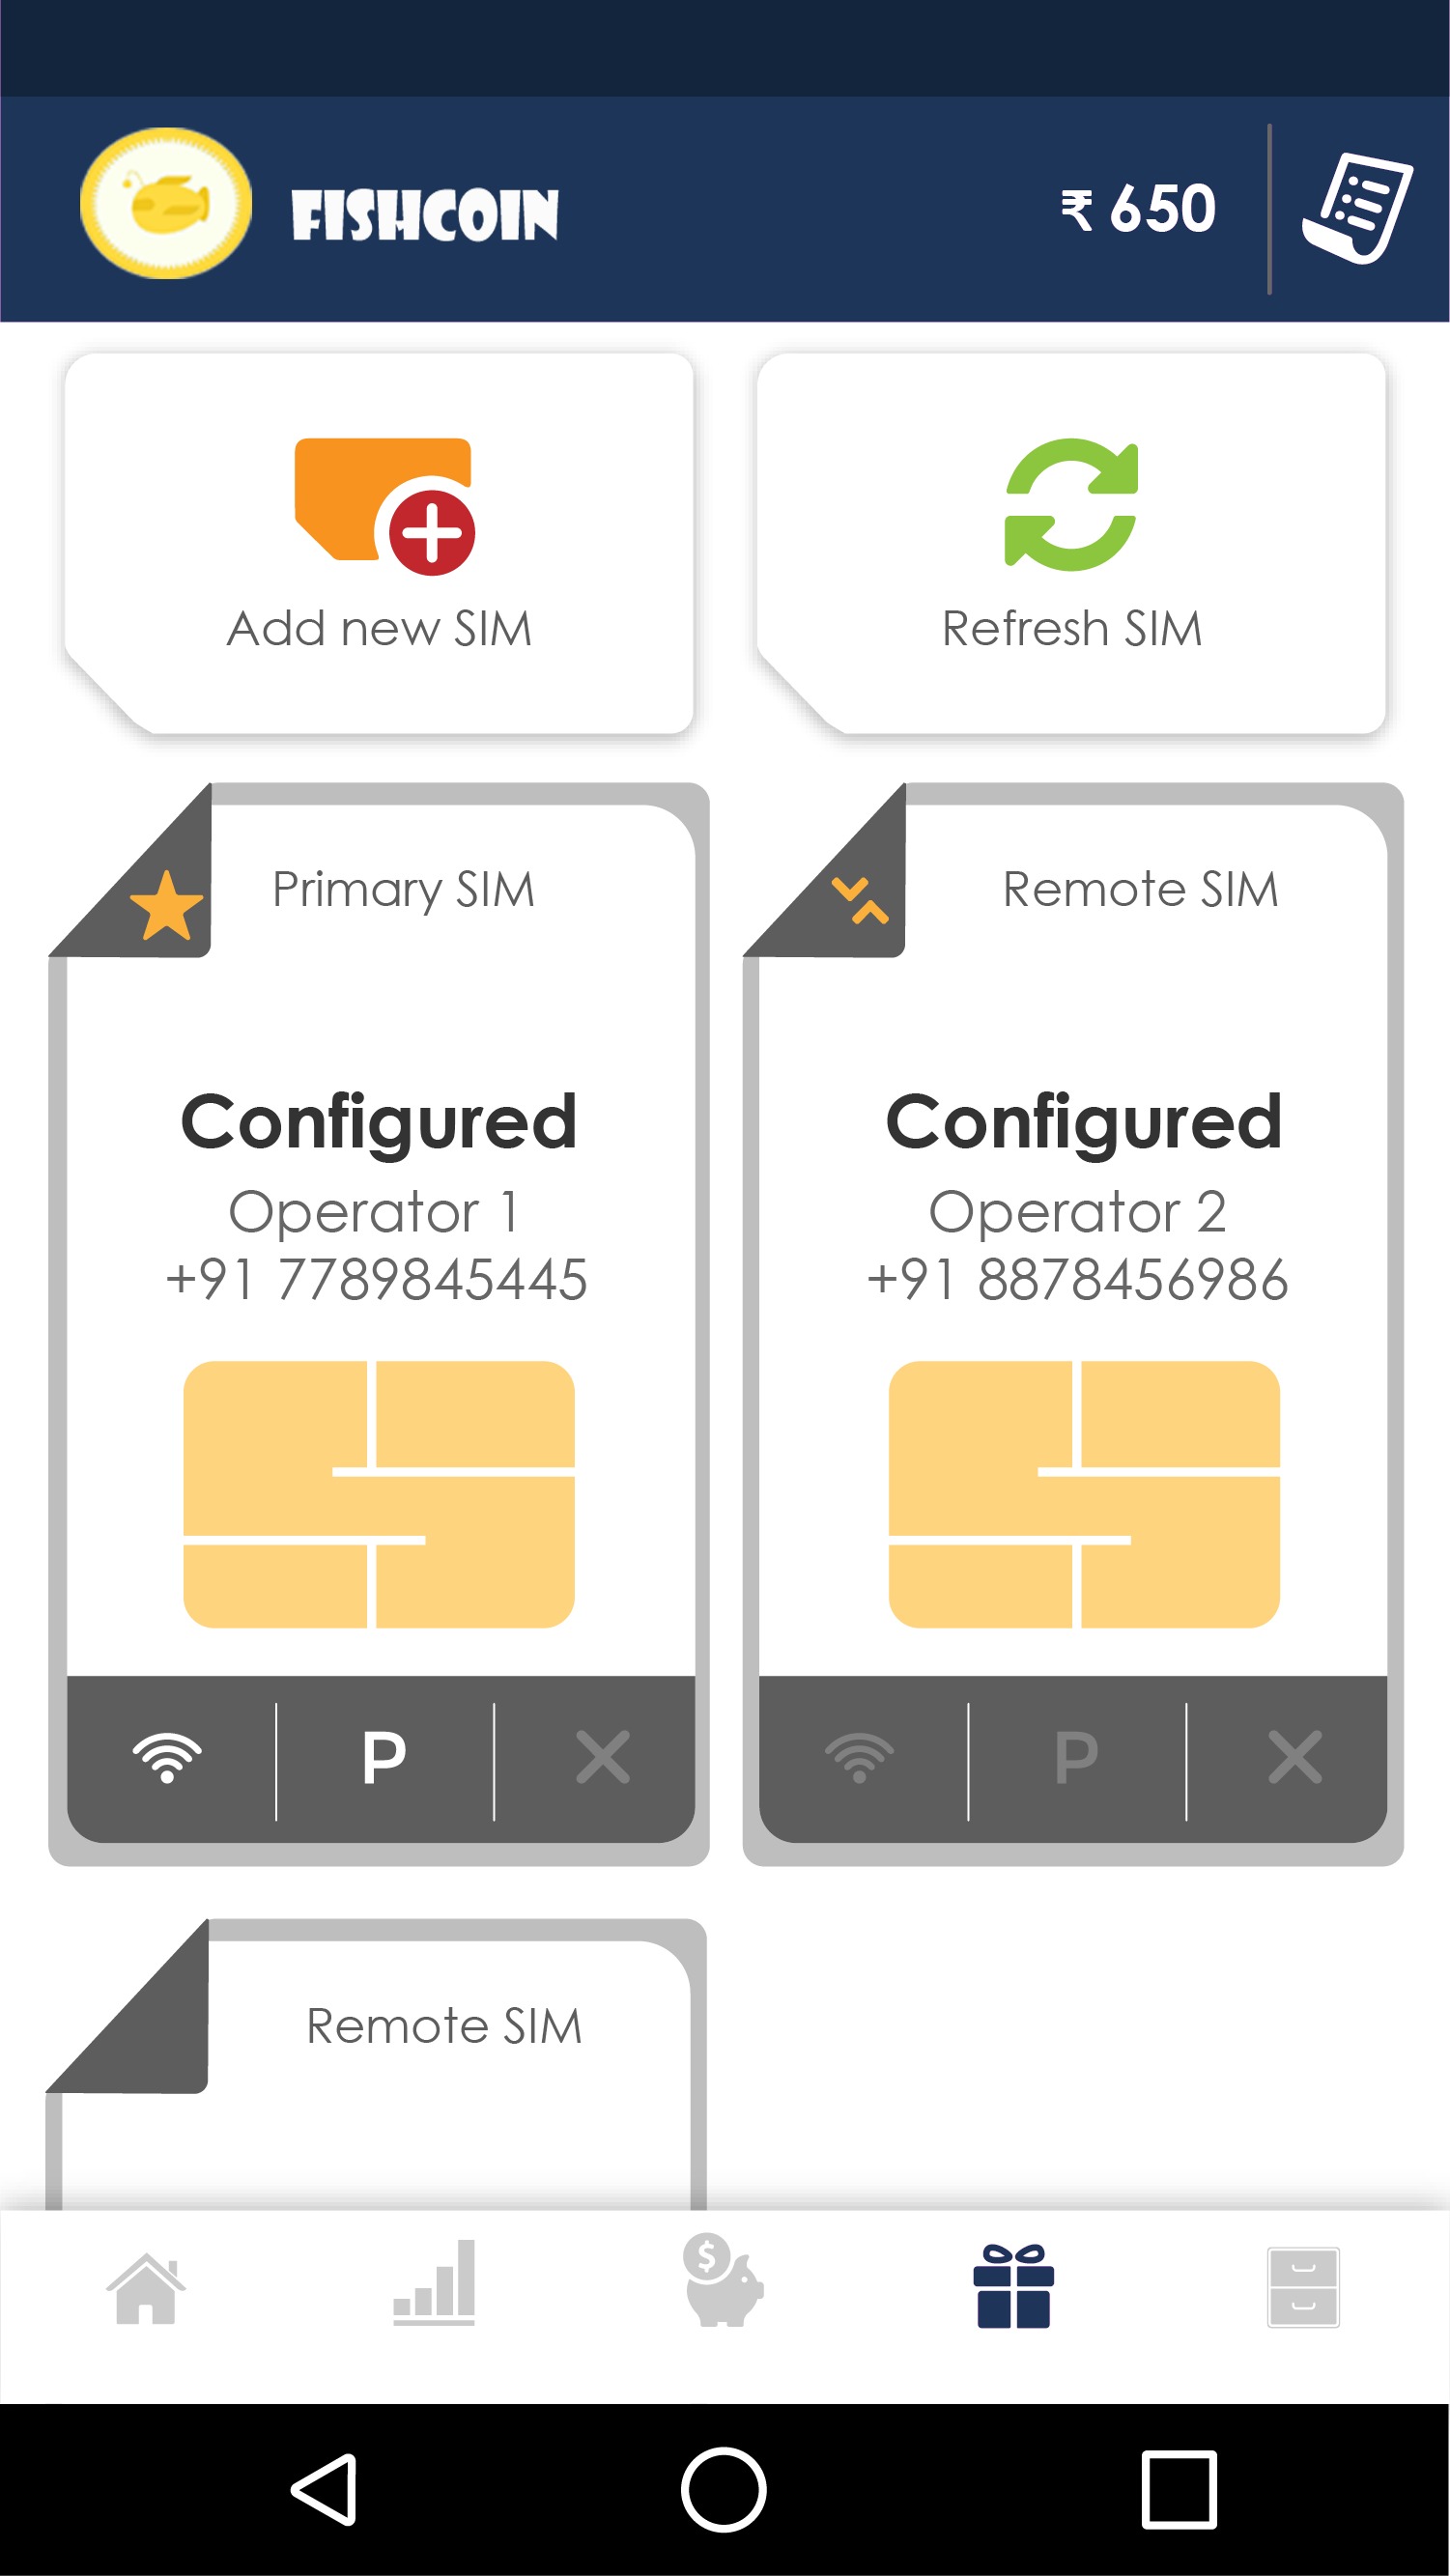 FISHCOIN
₹ 650
Add new SIM
Refresh SIM
Primary SIM
Configured
Operator 1
+91 7789845445
P
Remote SIM
Configured
Operator 2
+91 8878456986
P
Remote SIM
$